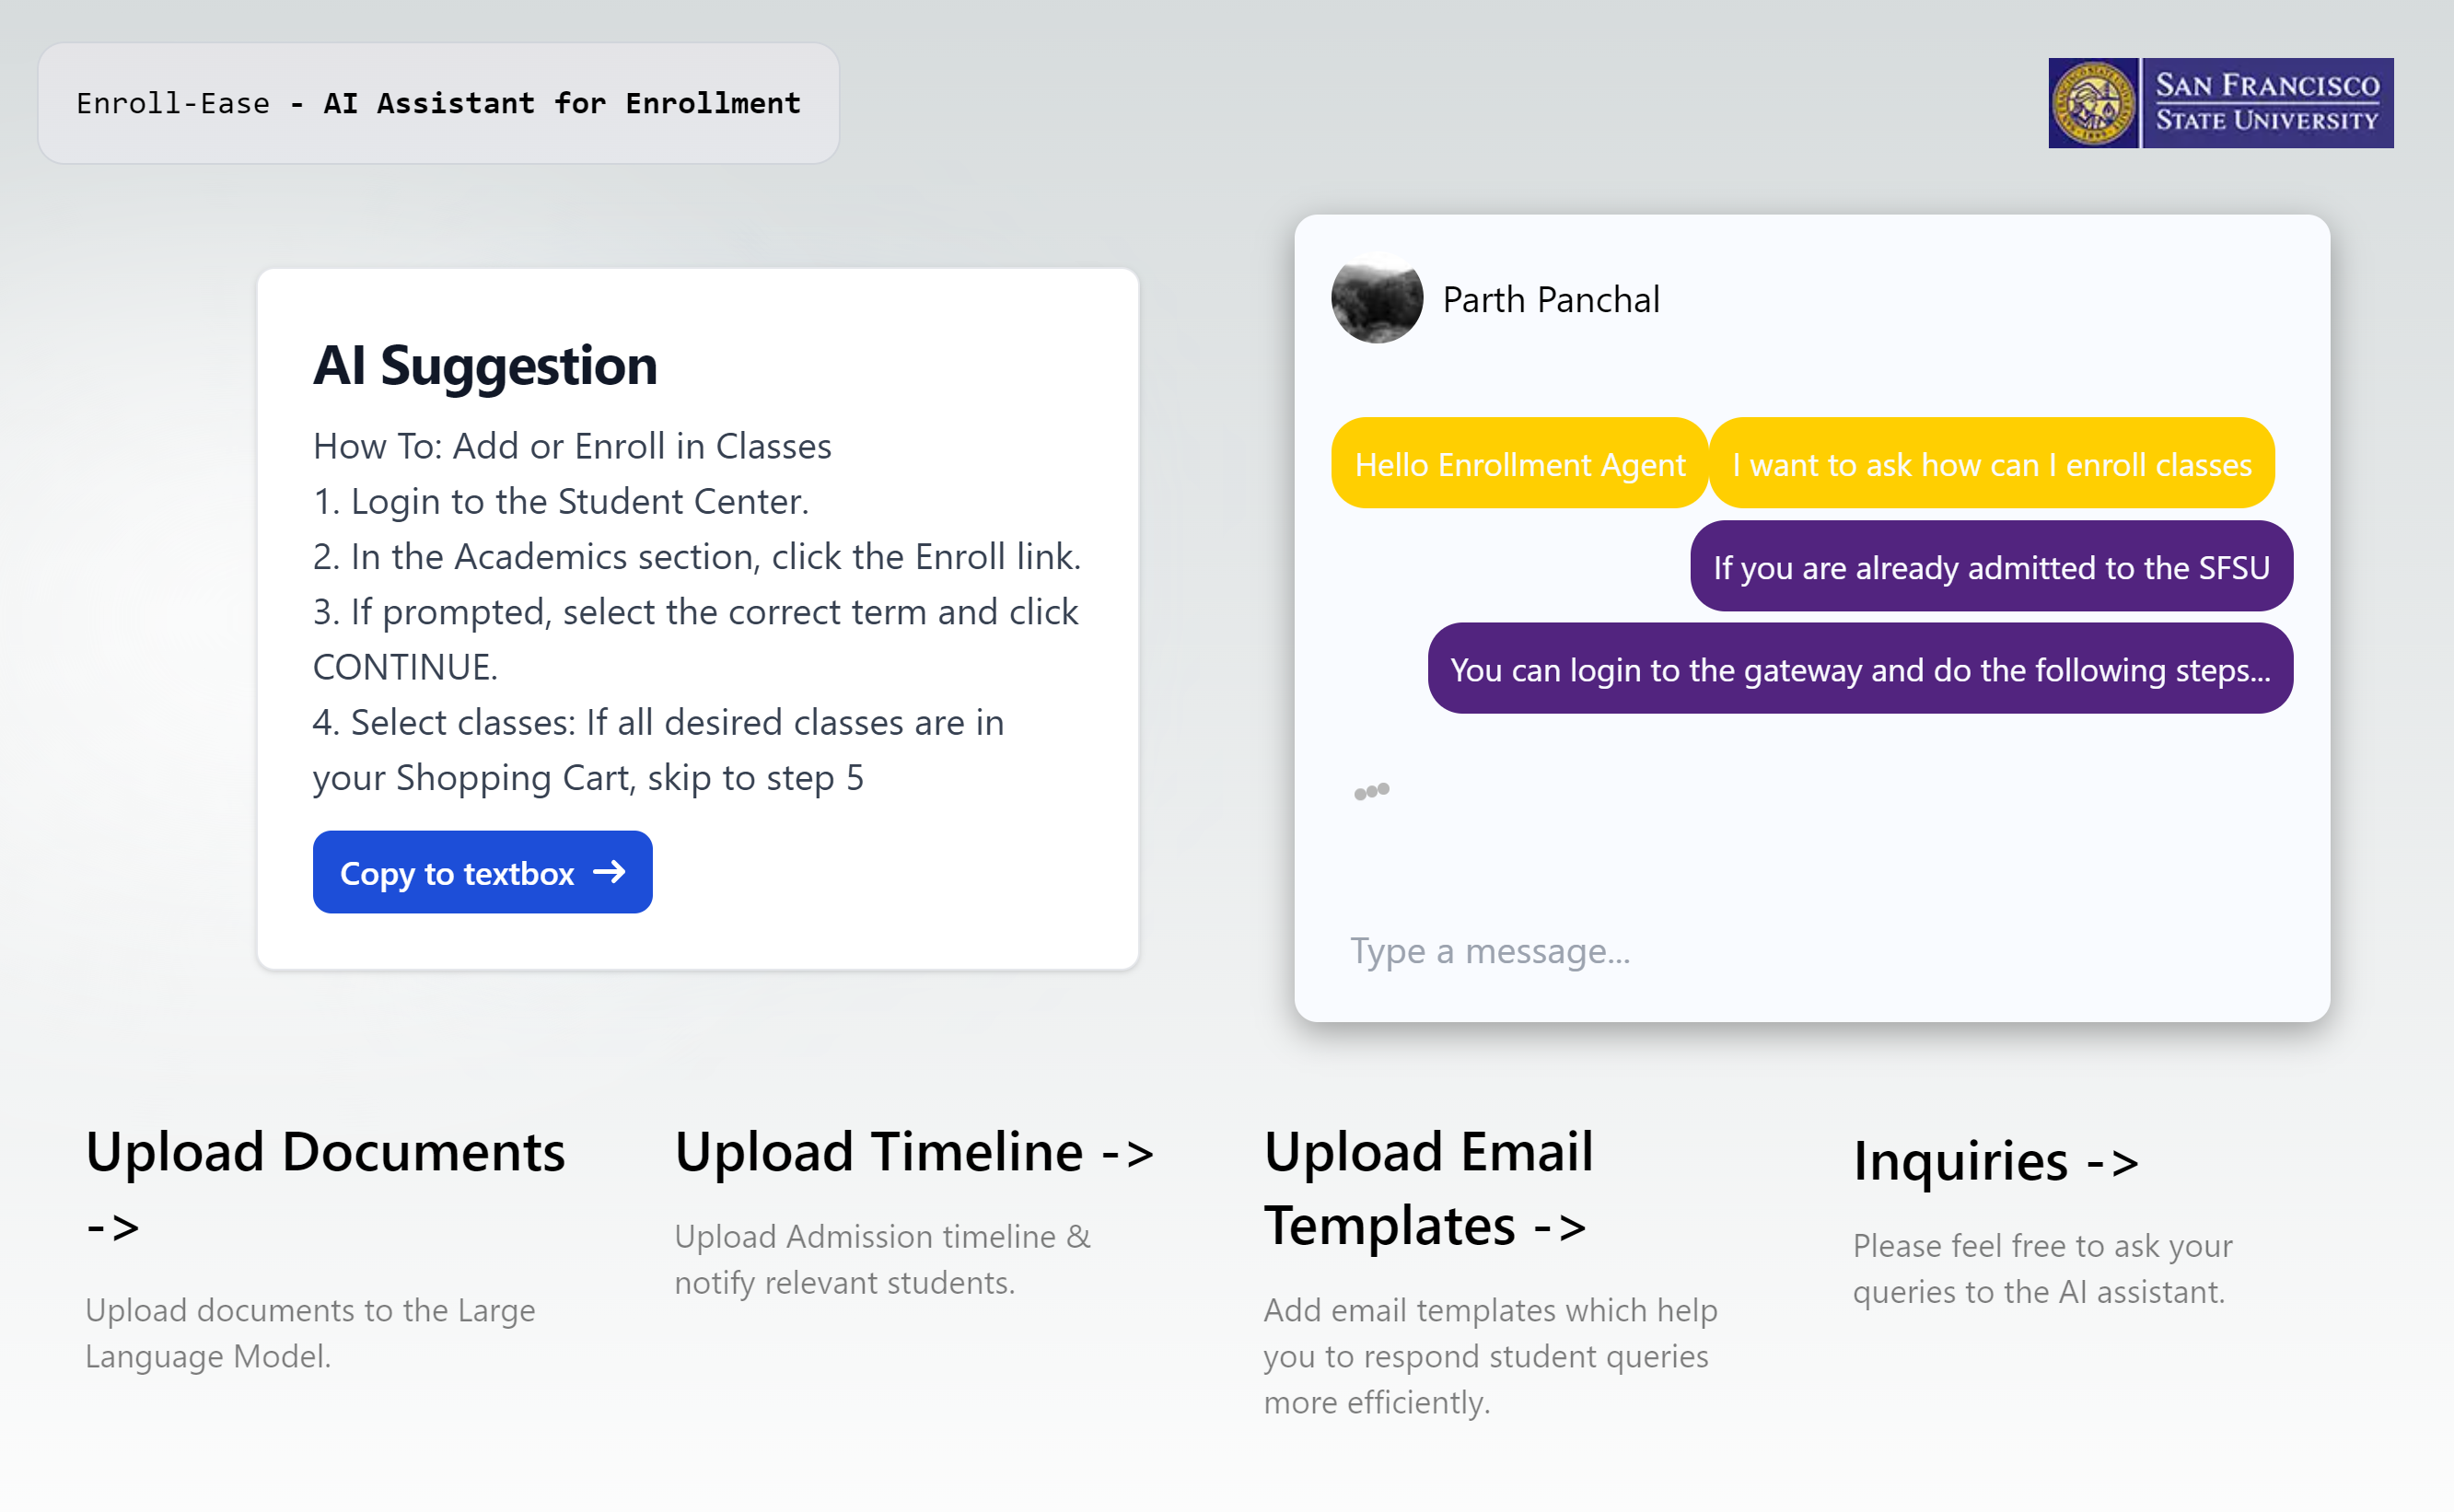 Enroll-Ease - AI Assistant for Enrollment
SAN FRANCISCO
STATE UNIVERSITY
AI Suggestion
How To: Add or Enroll in Classes
1. Login to the Student Center.
2. In the Academics section, click the Enroll link.
3. If prompted, select the correct term and click
CONTINUE.
4. Select classes: If all desired classes are in
your Shopping Cart, skip to step 5
Copy to textbox →
Parth Panchal
Hello Enrollment Agent
I want to ask how can I enroll classes
If you are already admitted to the SFSU
You can login to the gateway and do the following steps...
Type a message...
Upload Documents
->
Upload documents to the Large
Language Model.
Upload Timeline ->
Upload Admission timeline &
notify relevant students.
Upload Email
Templates ->
Add email templates which help
you to respond student queries
more efficiently.
Inquiries ->
Please feel free to ask your
queries to the AI assistant.